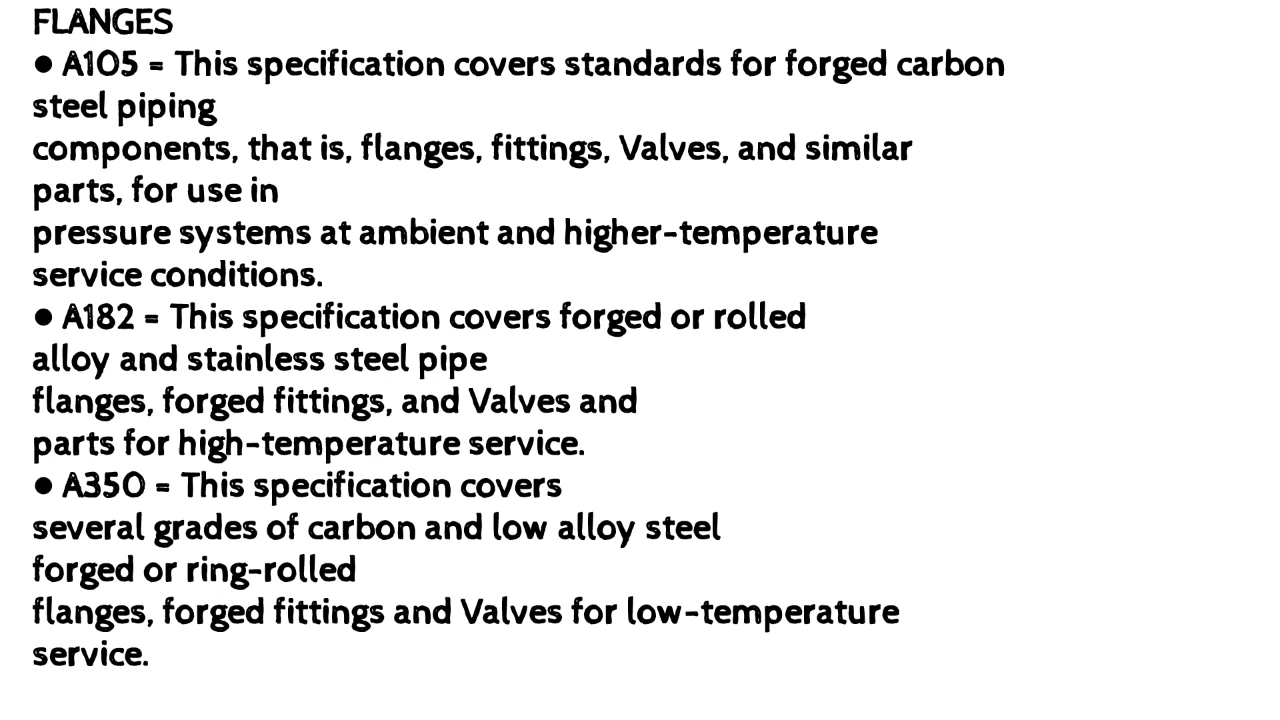 FLANGES
● A105 = This specification covers standards for forged carbon
steel piping
components, that is, flanges, fittings, Valves, and similar
parts, for use in
pressure systems at ambient and higher-temperature
service conditions.
● A182 = This specification covers forged or rolled
alloy and stainless steel pipe
flanges, forged fittings, and Valves and
parts for high-temperature service.
● A350 = This specification covers
several grades of carbon and low alloy steel
forged or ring-rolled
flanges, forged fittings and Valves for low-temperature
service.